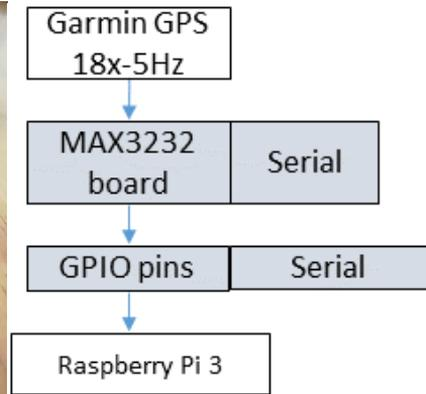 Garmin GPS
18x-5Hz
MAX3232
board
Serial
GPIO pins
Serial
Raspberry Pi 3